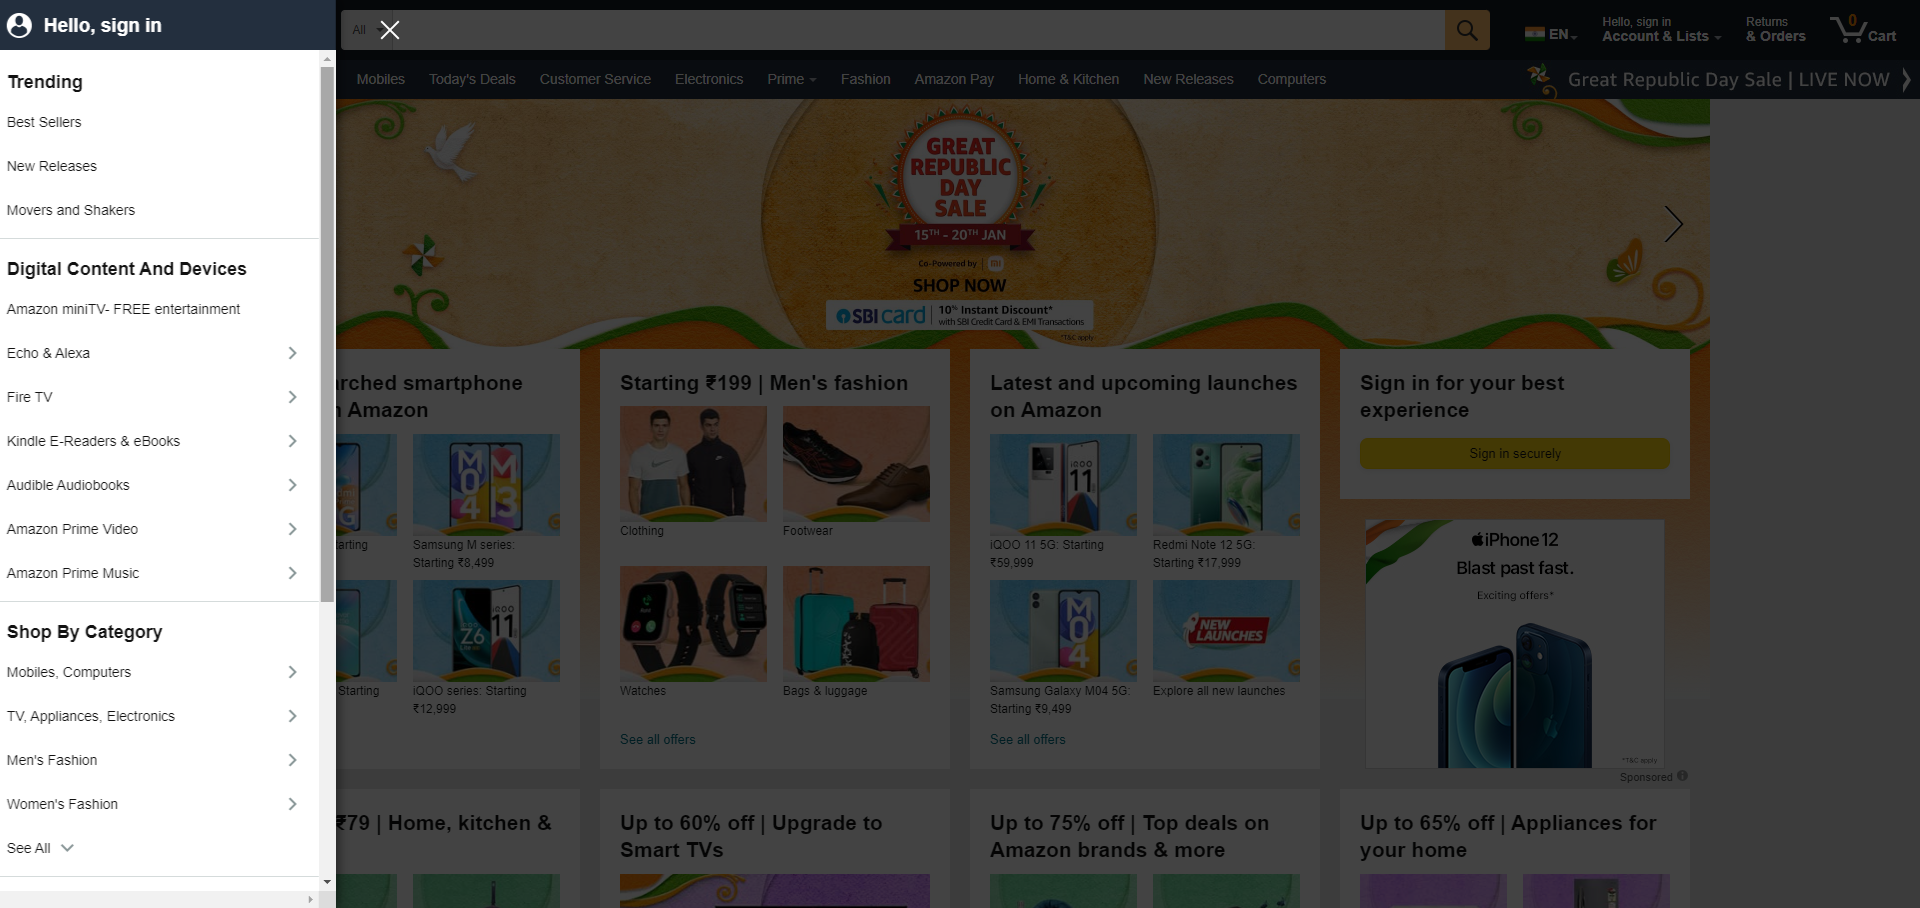 Hello, sign in
Trending
Best Sellers
New Releases
Movers and Shakers
Digital Content And Devices
Amazon miniTV- FREE entertainment
Echo & Alexa
Fire TV
Kindle E-Readers & eBooks
Audible Audiobooks
Amazon Prime Video
Amazon Prime Music
Shop By Category
Mobiles, Computers
TV, Appliances, Electronics
Men's Fashion
Women's Fashion
See All
All
EN
Hello, sign in
Account & Lists
Returns
& Orders
0
Cart
Mobiles Today's Deals Customer Service Electronics Prime Fashion Amazon Pay Home & Kitchen New Releases Computers
Great Republic Day Sale | LIVE NOW
GREAT
REPUBLIC
DAY
SALE
15TH - 20TH JAN
Co-Powered by mi
SHOP NOW
SBI card
10% Instant Discount*
with SBI Credit Card & EMI Transactions
*T&C apply
smartphone
Amazon
M04
M13
Samsung M series:
Starting ₹8,499
Starting
Z6
iQOO
11
iQOO series: Starting
₹12,999
Starting ₹199 | Men's fashion
Clothing
Footwear
Watches
Bags & luggage
See all offers
Latest and upcoming launches
on Amazon
iQOO
11
iQOO 11 5G: Starting
₹59,999
Redmi Note 12 5G:
Starting ₹17,999
M04
Samsung Galaxy M04 5G:
Starting ₹9,499
NEW
LAUNCHES
Explore all new launches
See all offers
Sign in for your best
experience
Sign in securely
iPhone 12
Blast past fast.
Exciting offers*
*T&C apply
Sponsored
₹79 | Home, kitchen &
Up to 60% off | Upgrade to
Smart TVs
Up to 75% off | Top deals on
Amazon brands & more
Up to 65% off | Appliances for
your home